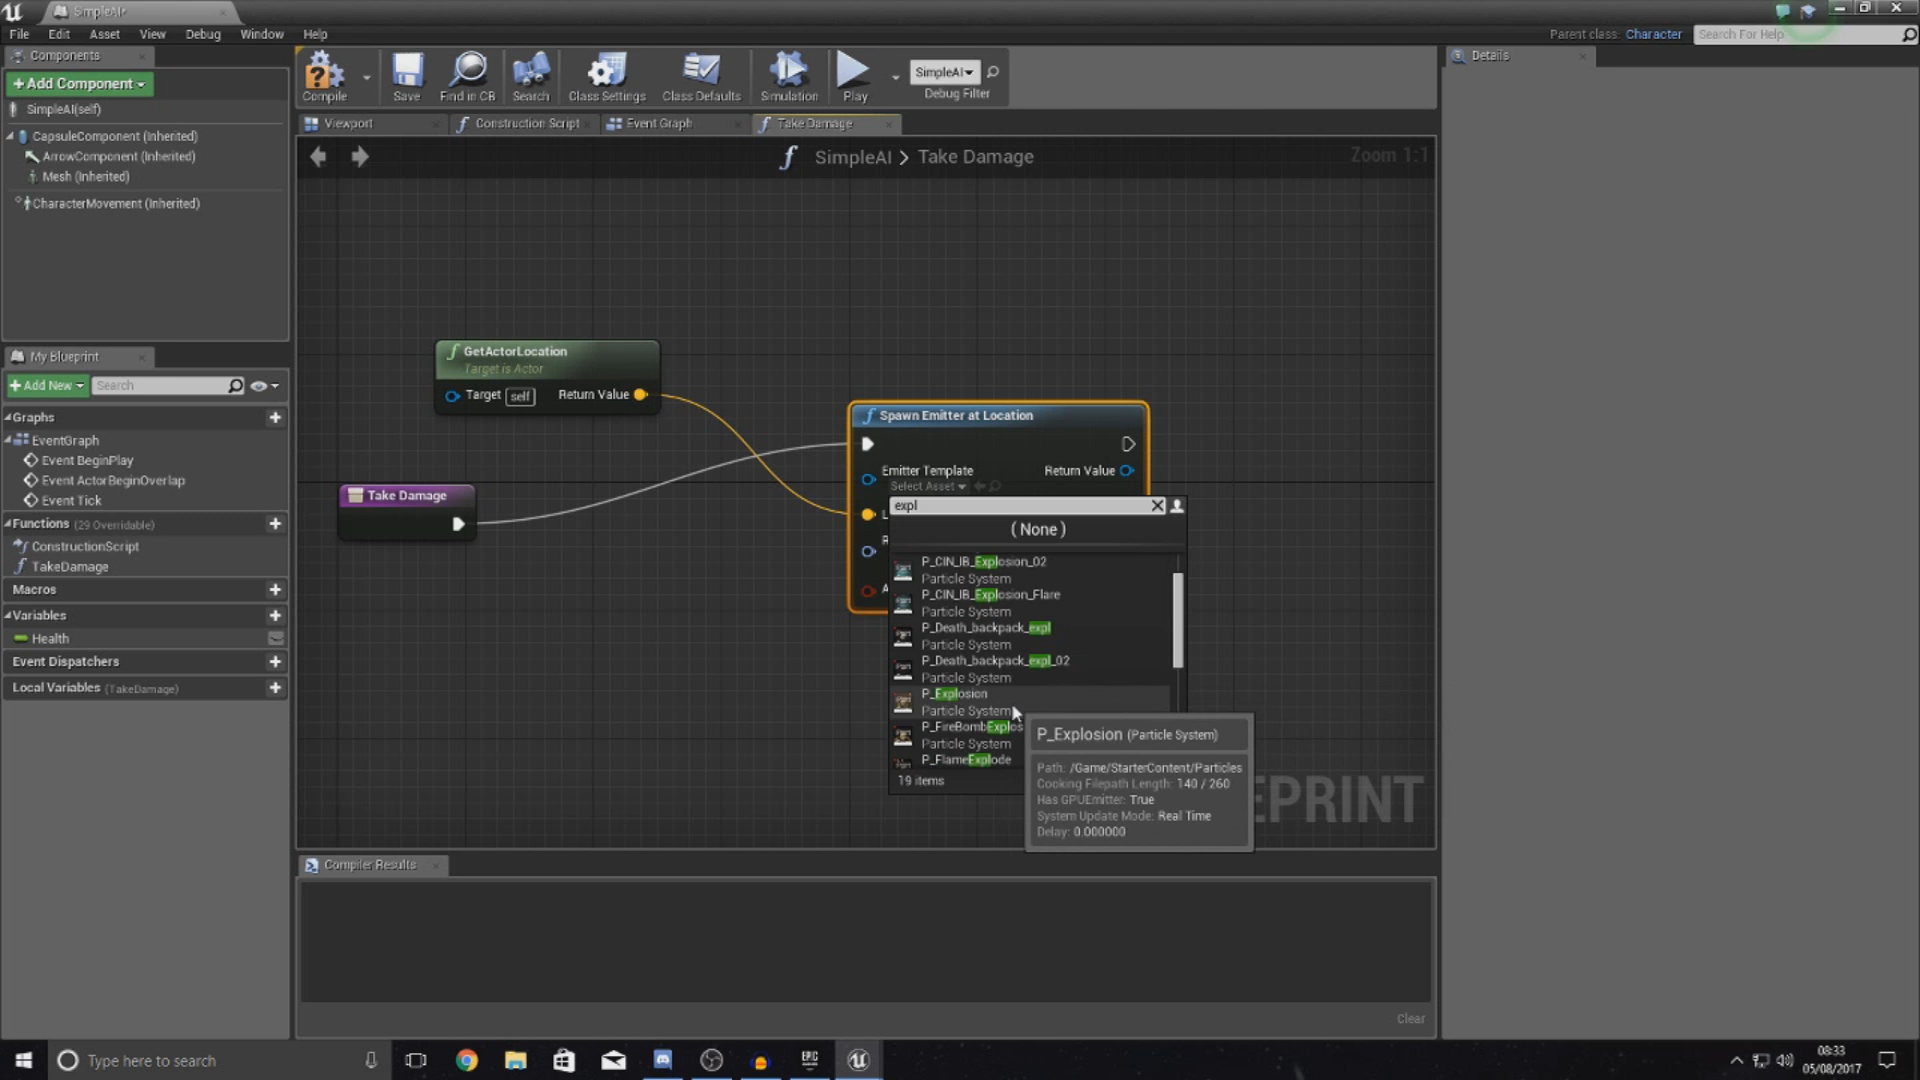 SimpleAI*
File Edit Asset View Debug Window Help
Parent class: Character
Search For Help
Components
+Add Component
SimpleAI(self)
CapsuleComponent (Inherited)
ArrowComponent (Inherited)
Mesh (Inherited)
CharacterMovement (Inherited)
My Blueprint
+Add New
Search
Graphs
EventGraph
Event BeginPlay
Event ActorBeginOverlap
Event Tick
Functions (29 Overridable)
ConstructionScript
TakeDamage
Macros
Variables
Health
Event Dispatchers
Local Variables (TakeDamage)
Compile
Save
Find in CB
Search
Class Settings
Class Defaults
Simulation
Play
SimpleAI
Debug Filter
Viewport
Construction Script
Event Graph
Take Damage
SimpleAI > Take Damage
Zoom 1:1
GetActorLocation
Target is Actor
Target self Return Value
Take Damage
Spawn Emitter at Location
Emitter Template
Return Value
Select Asset
expl
(None)
P_CIN_IB_Explosion_02
Particle System
P_CIN_IB_Explosion_Flare
Particle System
P_Death_backpack_expl
Particle System
P_Death_backpack_expl_02
Particle System
P_Explosion
Particle System
P_FireBombExplos
Particle System
P_FlameExplode
19 items
P_Explosion (Particle System)
Path: /Game/StarterContent/Particles
Cooking Filepath Length: 140 / 260
Has GPUEmitter: True
System Update Mode: Real Time
Delay: 0.000000
EPRINT
Compiler Results
Clear
Details
Type here to search
EPIC
08:33
05/08/2017